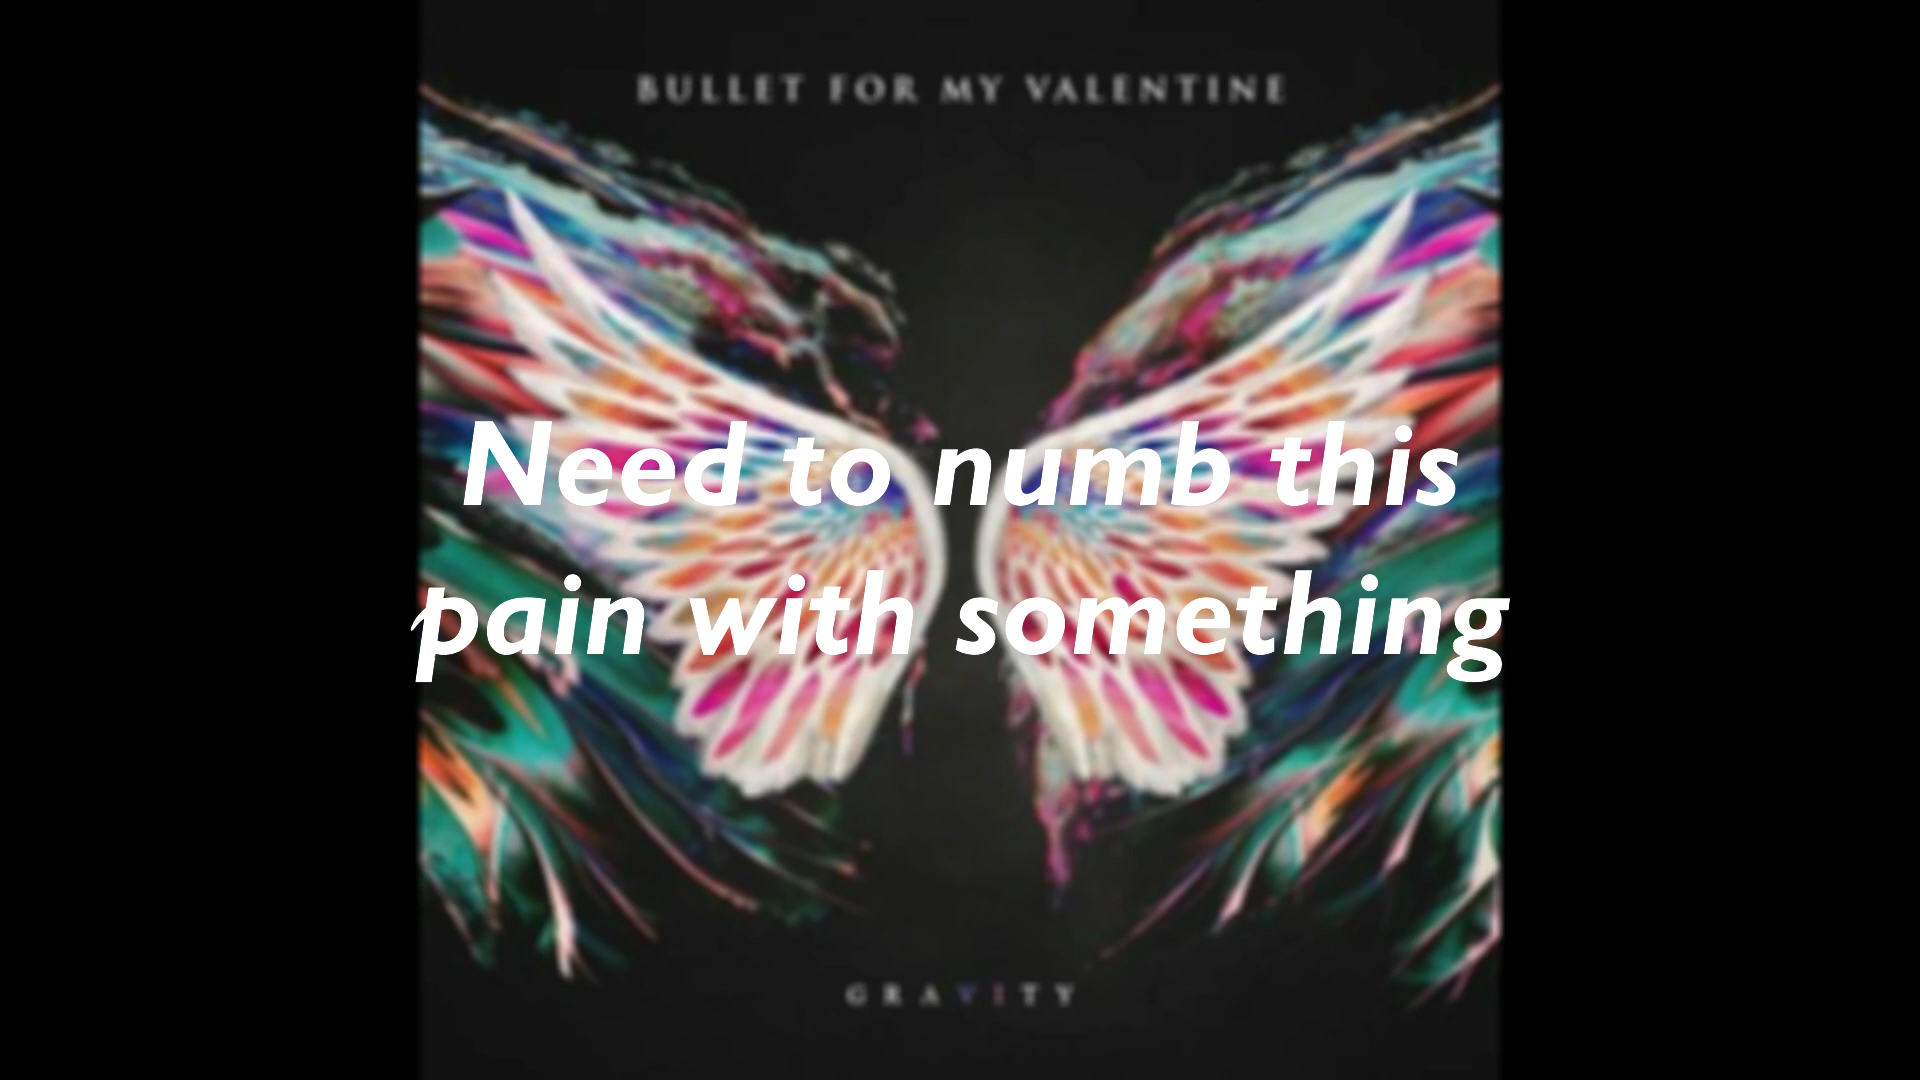 BULLET FOR MY VALENTINE
Need to numb this
pain with something
GRAVITY